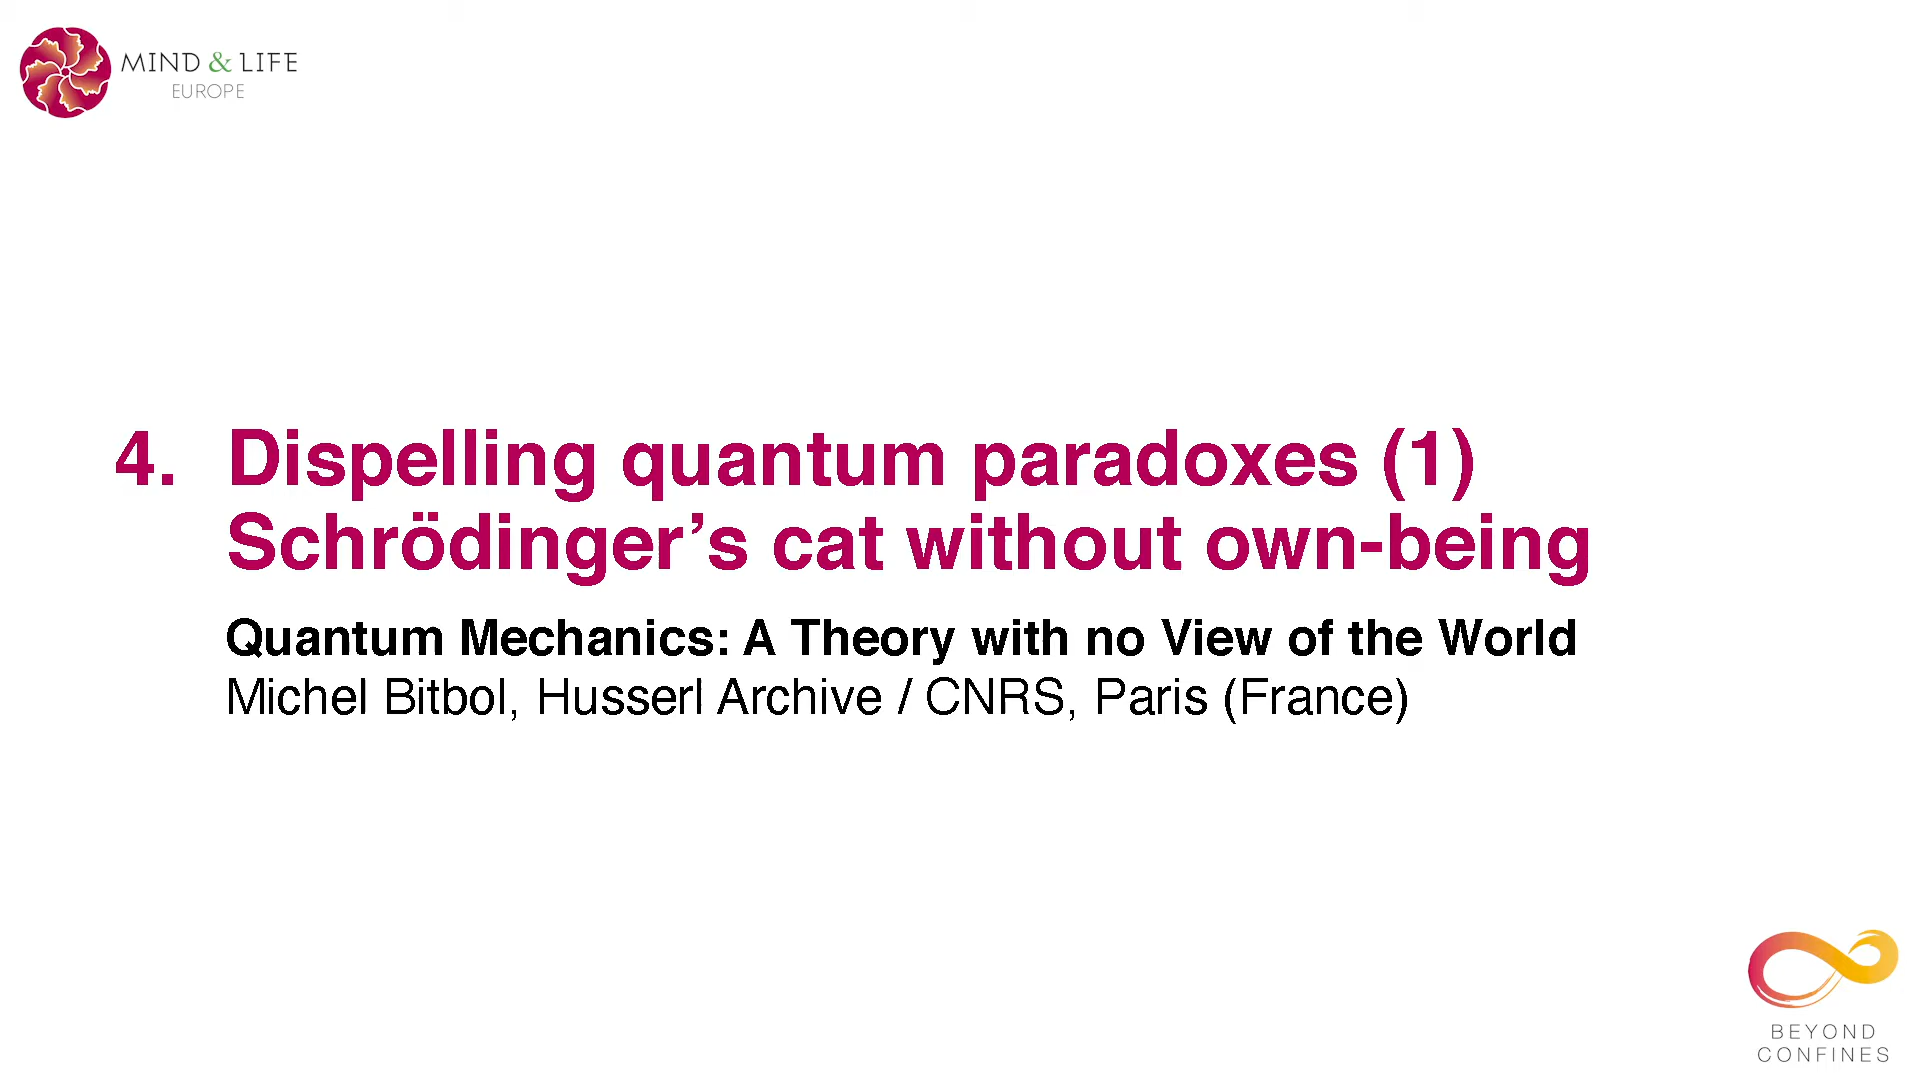 MIND & LIFE
EUROPE
4. Dispelling quantum paradoxes (1)
Schrödinger’s cat without own-being
Quantum Mechanics: A Theory with no View of the World
Michel Bitbol, Husserl Archive / CNRS, Paris (France)
BEYOND
CONFINES